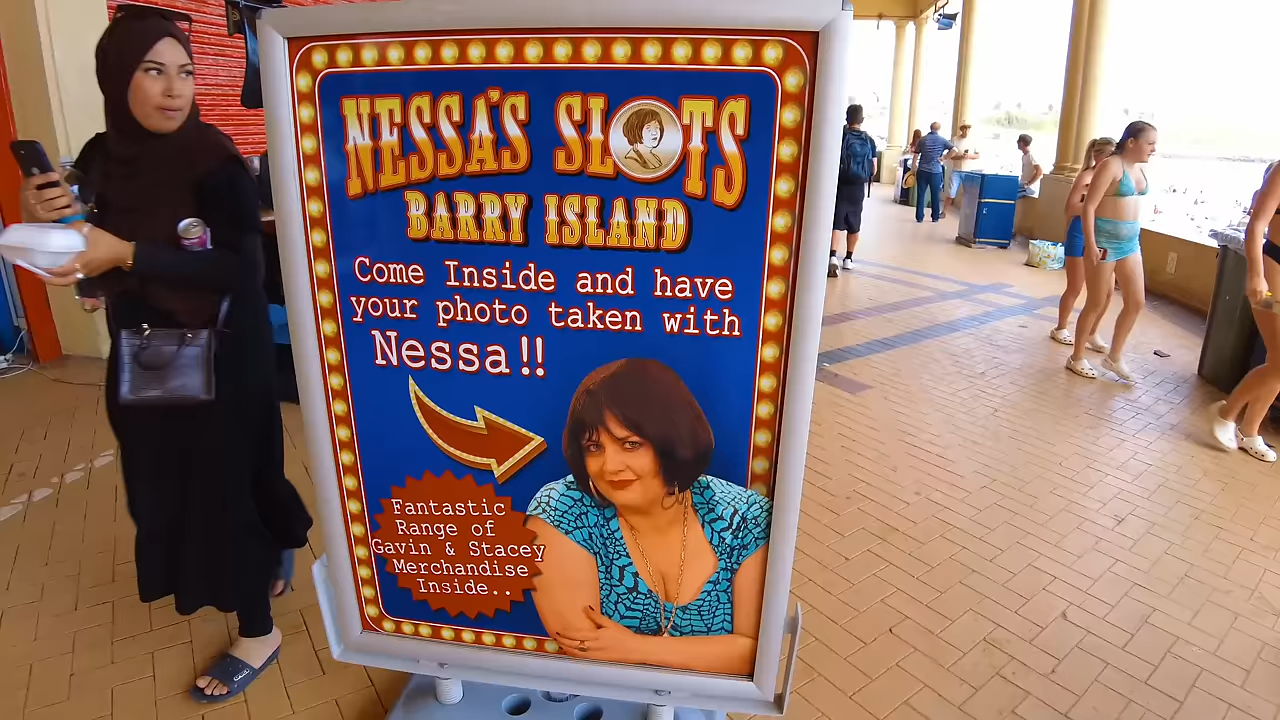 NESSA'S SLOTS
BARRY ISLAND
Come Inside and have
your photo taken with
Nessa!!
Fantastic
Range of
Gavin & Stacey
Merchandise
Inside..